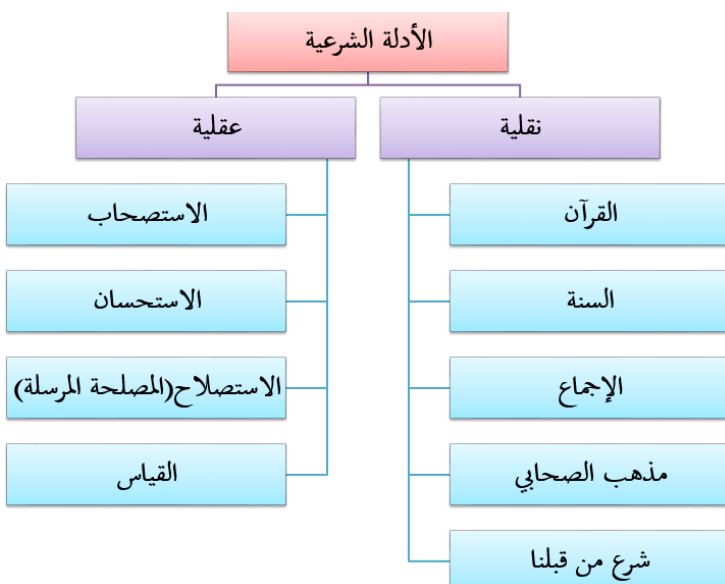 الأدلة الشرعية
نقلية
القرآن
السنة
الإجماع
مذهب الصحابي
شرع من قبلنا
عقلية
الاستصحاب
الاستحسان
الاستصلاح(المصلحة المرسلة)
القياس